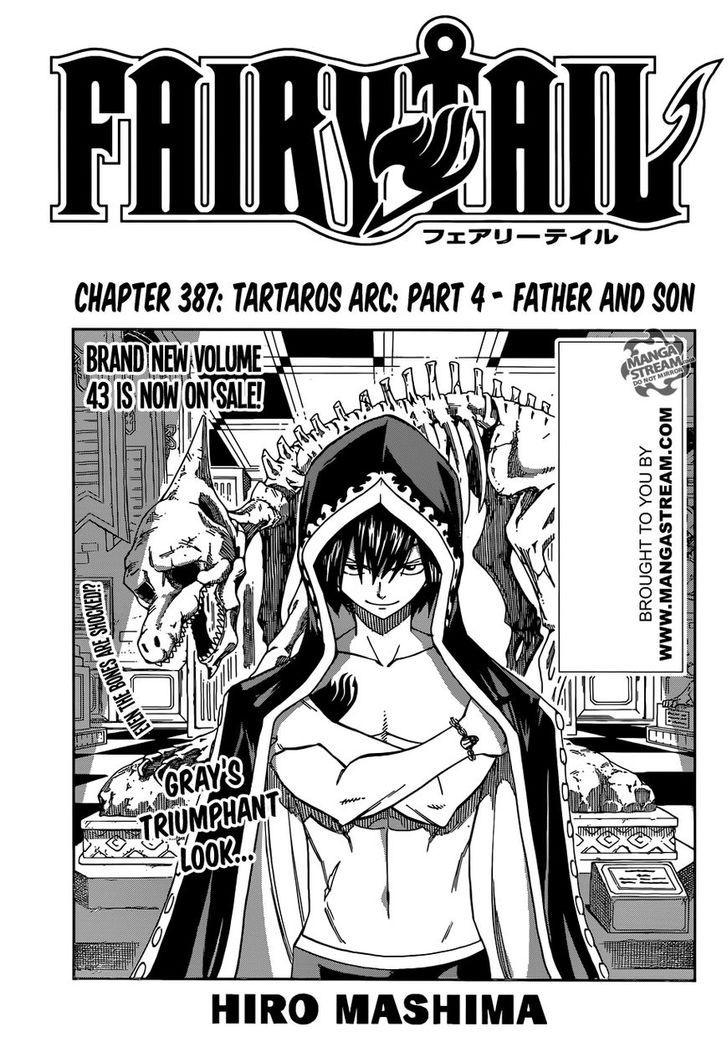 FAIRY TAIL
フェアリーテイル
CHAPTER 387: TARTAROS ARC: PART 4 - FATHER AND SON
BRAND NEW VOLUME
43 IS NOW ON SALE!
MANGA
STREAM.COM
DO NOT MIRROR
BROUGHT TO YOU BY
WWW.MANGASTREAM.COM
EVEN THE BONES ARE SHOCKED!?
GRAY'S
TRIUMPHANT
LOOK...
HIRO MASHIMA